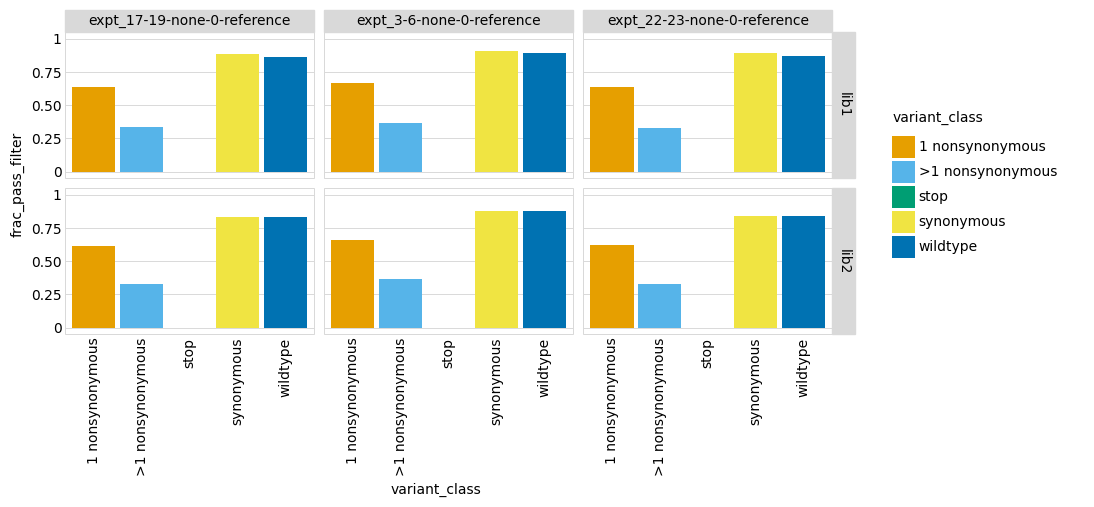 expt_17-19-none-0-reference
expt_3-6-none-0-reference
expt_22-23-none-0-reference
frac_pass_filter
1
0.75
0.50
0.25
0
lib1
1
0.75
0.50
0.25
0
lib2
1 nonsynonymous
>1 nonsynonymous
stop
synonymous
wildtype
1 nonsynonymous
>1 nonsynonymous
stop
synonymous
wildtype
1 nonsynonymous
>1 nonsynonymous
stop
synonymous
wildtype
variant_class
variant_class
1 nonsynonymous
>1 nonsynonymous
stop
synonymous
wildtype